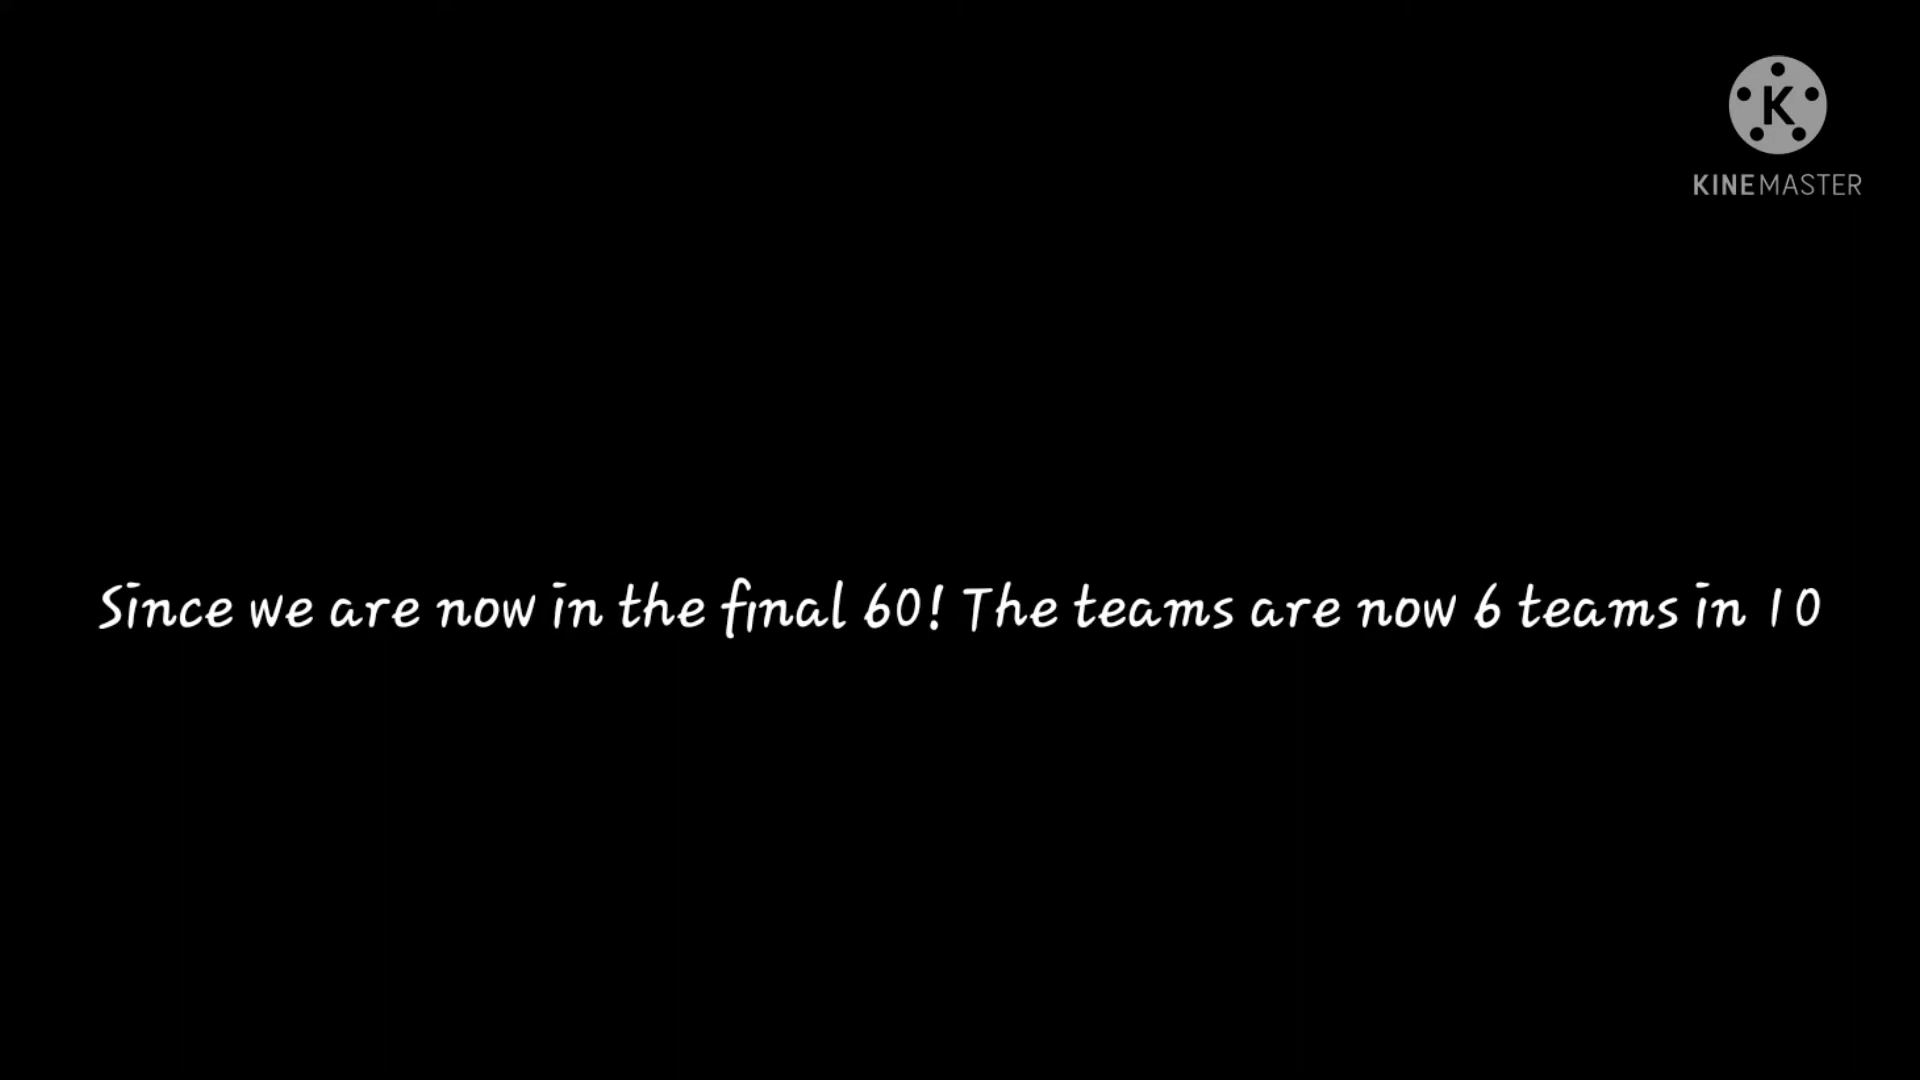 K
KINEMASTER
Since we are now in the final 60! The teams are now 6 teams in 10